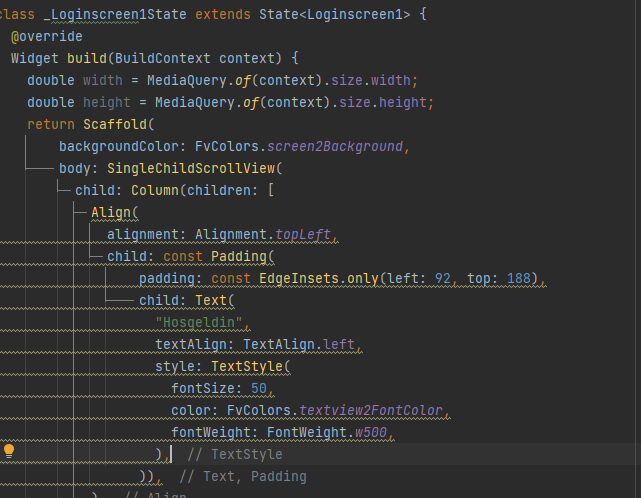 class _Loginscreen1State extends State<Loginscreen1> {
@override
Widget build(BuildContext context) {
double width = MediaQuery.of(context).size.width;
double height = MediaQuery.of(context).size.height;
return Scaffold(
backgroundColor: FvColors.screen2Background,
body: SingleChildScrollView(
child: Column(children: [
Align(
alignment: Alignment.topLeft,
child: const Padding(
padding: const EdgeInsets.only(left: 92, top: 188),
child: Text(
"Hosgeldin",
textAlign: TextAlign.left,
style: TextStyle(
fontSize: 50,
color: FvColors.textview2FontColor,
fontWeight: FontWeight.w500,
), // TextStyle
)), // Text, Padding
), // Align